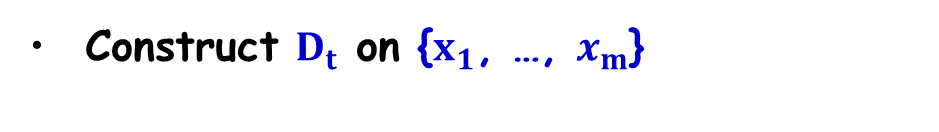 • Construct Dₜ on {x₁, …, xₘ}